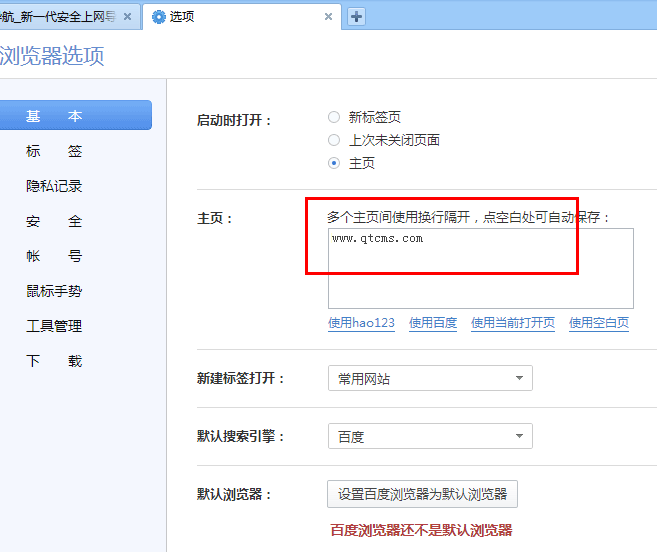 航_新一代安全上网导
选项
浏览器选项
基 本
标 签
隐私记录
安 全
帐 号
鼠标手势
工具管理
下 载
启动时打开：
新标签页
上次未关闭页面
主页
主页：
多个主页间使用换行隔开，点空白处可自动保存：
www.qtcms.com
使用hao123 使用百度 使用当前打开页 使用空白页
新建标签打开：
常用网站
默认搜索引擎：
百度
默认浏览器：
设置百度浏览器为默认浏览器
百度浏览器还不是默认浏览器